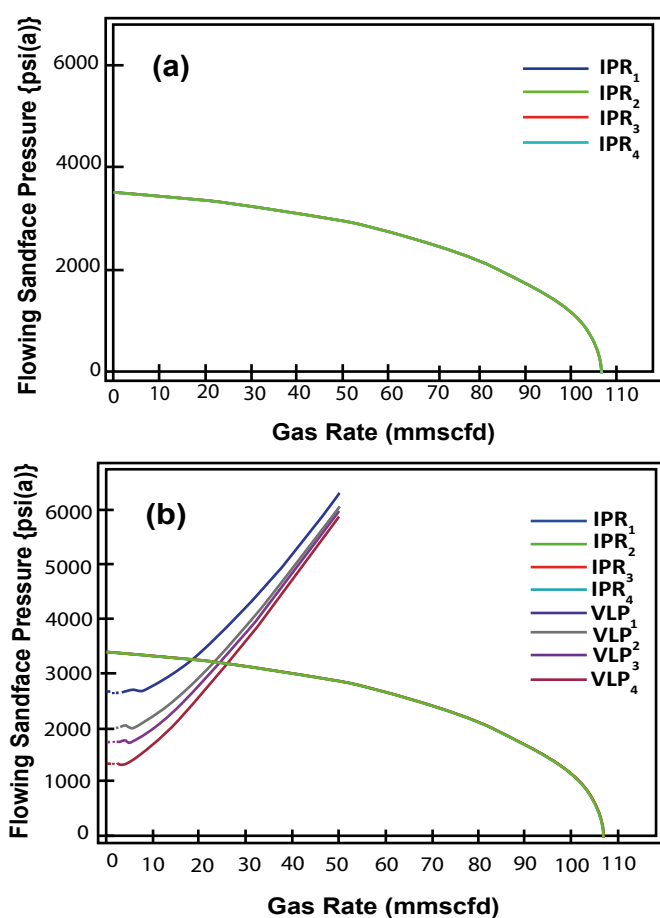 (a)
Flowing Sandface Pressure {psi(a)}
6000
4000
2000
0
IPR1
IPR2
IPR3
IPR4
0 10 20 30 40 50 60 70 80 90 100 110
Gas Rate (mmscfd)
(b)
Flowing Sandface Pressure {psi(a)}
6000
5000
4000
3000
2000
1000
0
IPR1
IPR2
IPR3
IPR4
VLP1
VLP2
VLP3
VLP4
0 10 20 30 40 50 60 70 80 90 100 110
Gas Rate (mmscfd)